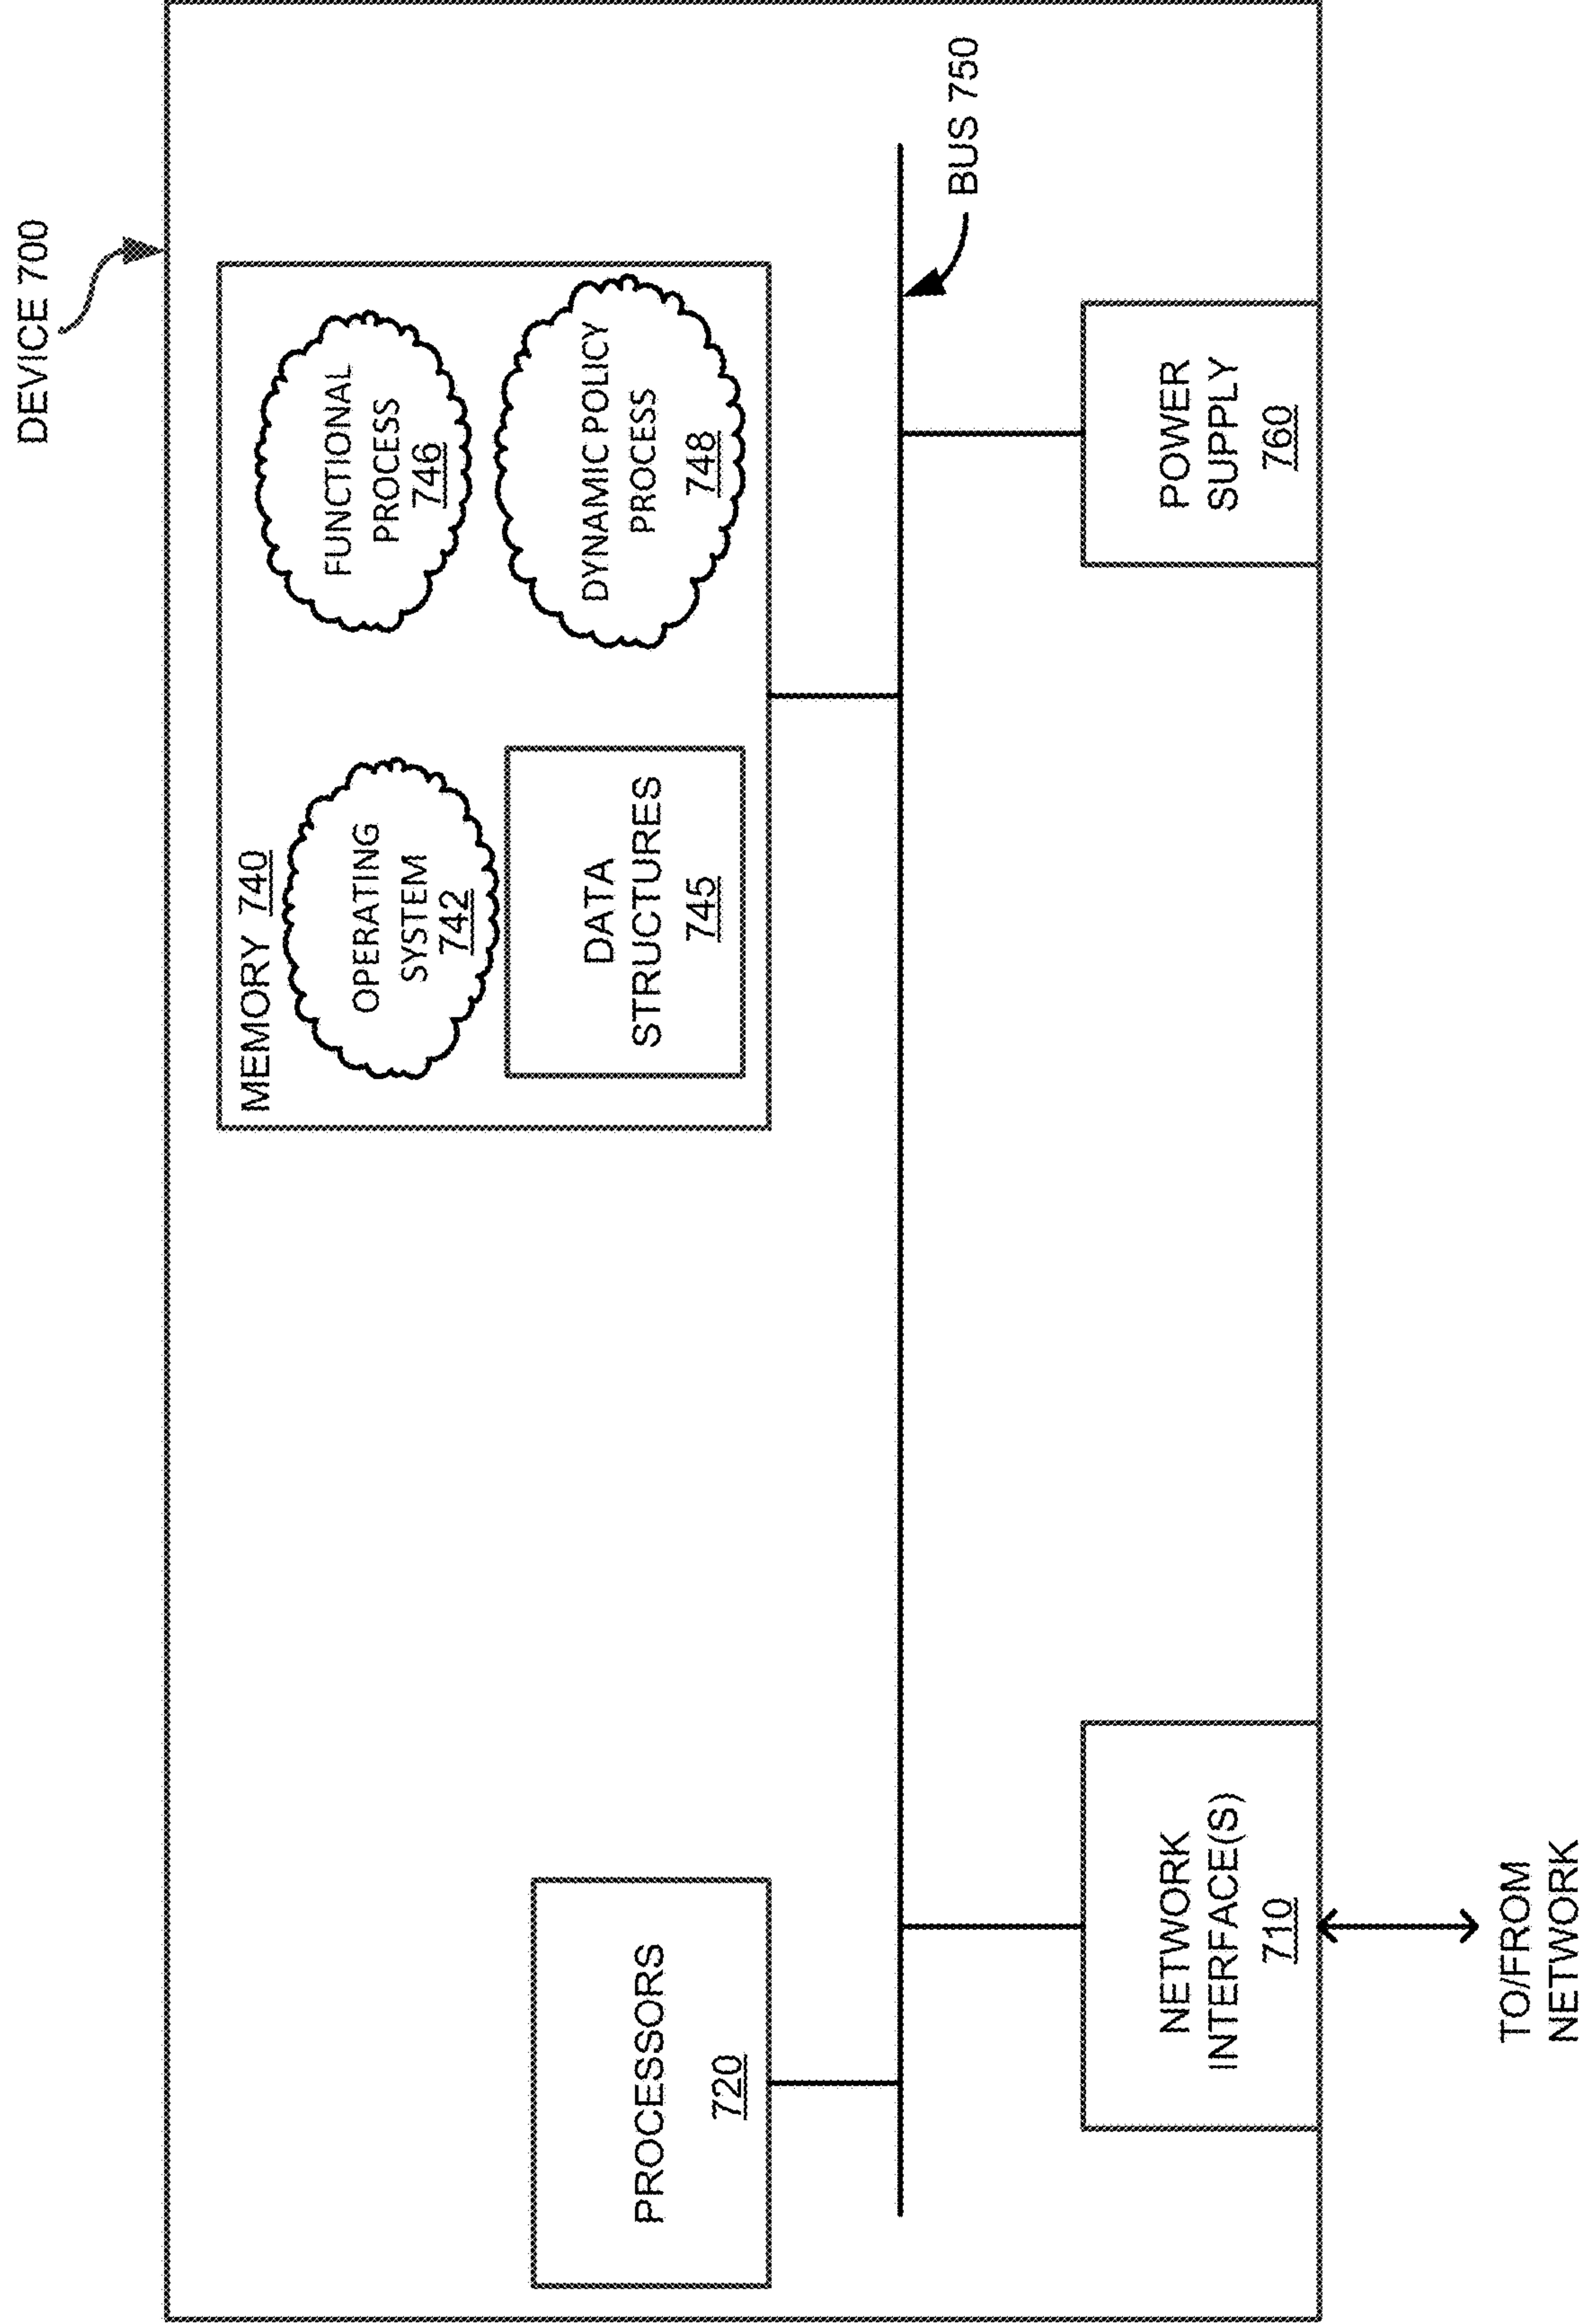 DEVICE 700
MEMORY 740
OPERATING
SYSTEM
742
FUNCTIONAL
PROCESS
746
DATA
STRUCTURES
745
DYNAMIC POLICY
PROCESS
748
PROCESSORS
720
BUS 750
NETWORK
INTERFACE(S)
710
POWER
SUPPLY
760
TO/FROM
NETWORK